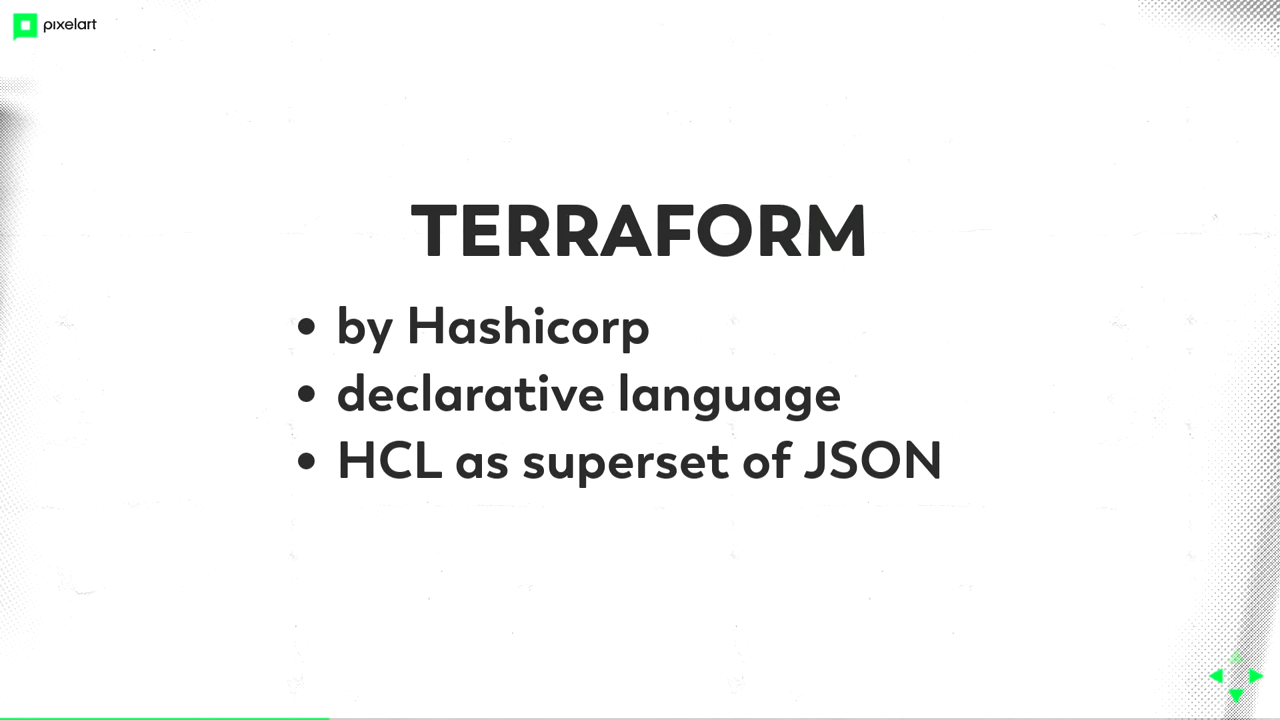 pixelart
TERRAFORM
• by Hashicorp
• declarative language
• HCL as superset of JSON